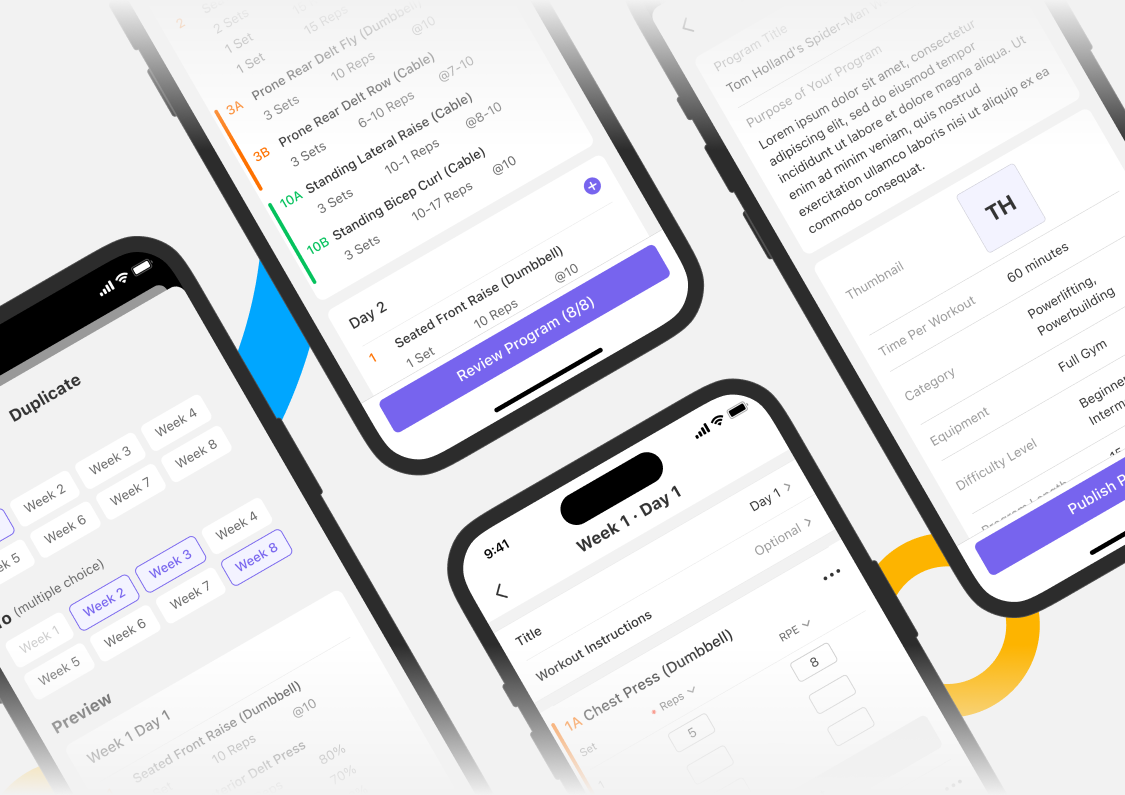 2
2 Sets
15 Reps
1 Set
1 Set
3A Prone Rear Delt Fly (Dumbbell)
3 Sets 10 Reps @10
3B Prone Rear Delt Row (Cable)
3 Sets 6-10 Reps @7-10
10A Standing Lateral Raise (Cable)
3 Sets 10-1 Reps @8-10
10B Standing Bicep Curl (Cable)
3 Sets 10-17 Reps @10
Day 2
1 Seated Front Raise (Dumbbell)
1 Set 10 Reps @10
Review Program (8/8)
Program Title
Tom Holland's Spider-Man
Purpose of Your Program
Lorem ipsum dolor sit amet, consectetur
adipiscing elit, sed do eiusmod tempor
incididunt ut labore et dolore magna aliqua. Ut
enim ad minim veniam, quis nostrud
exercitation ullamco laboris nisi ut aliquip ex ea
commodo consequat.
Thumbnail TH
Time Per Workout 60 minutes
Category Powerlifting,
Powerbuilding
Equipment Full Gym
Difficulty Level Beginner
Interm
Program Length 15
Publish P
Duplicate
Week 2 Week 3 Week 4
ek 5 Week 6 Week 7 Week 8
o (multiple choice)
Week 1 Week 2 Week 3 Week 4
Week 5 Week 6 Week 7 Week 8
Preview
Week 1 Day 1
Seated Front Raise (Dumbbell)
10 Reps @10
rior Delt Press
80%
70%
9:41
Week 1 · Day 1
Title Day 1
Workout Instructions Optional
1A Chest Press (Dumbbell)
Set * Reps RPE
1 5 8